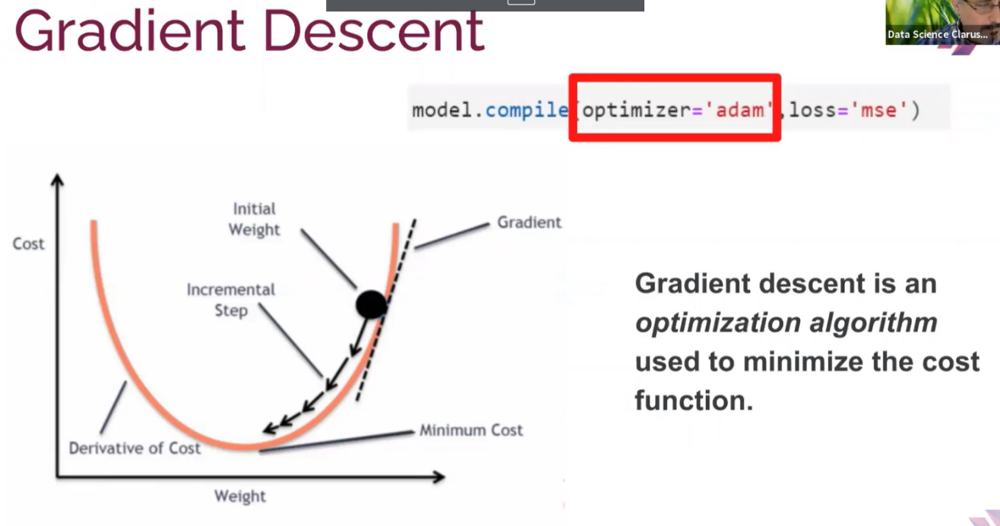 Gradient Descent
Data Science Clarus...
model.compile(optimizer='adam',loss='mse')
Initial
Weight
Gradient
Cost
Incremental
Step
Gradient descent is an
optimization algorithm
used to minimize the cost
function.
Minimum Cost
Derivative of Cost
Weight